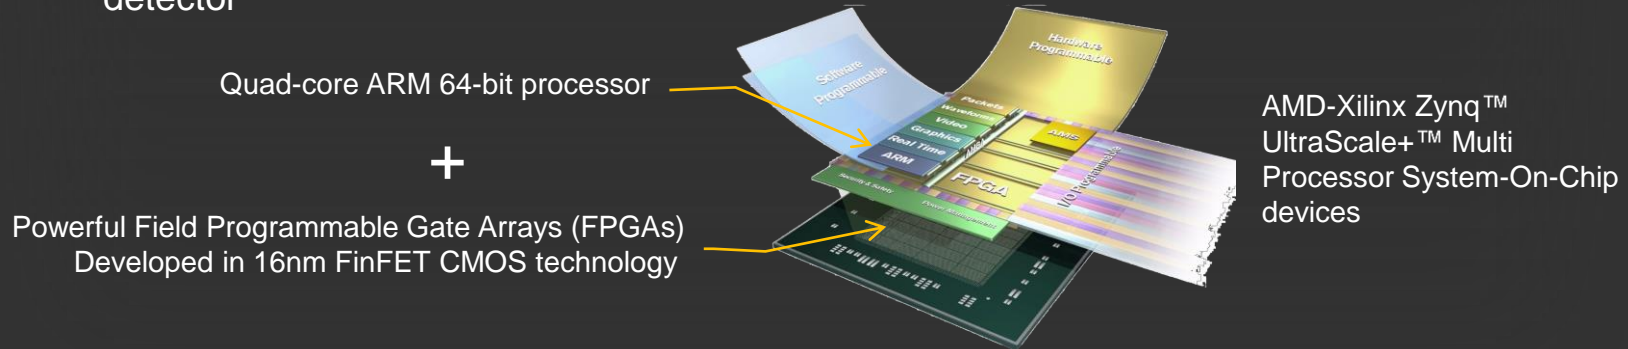 detector
Quad-core ARM 64-bit processor
+
Powerful Field Programmable Gate Arrays (FPGAs)
Developed in 16nm FinFET CMOS technology
Software
Programmable
Hardware
Programmable
Packets
Waveforms
Video
Graphics
Real Time
ARM
AMS
FPGA
I/O Programmable
Security & Safety
Power Management
AMD-Xilinx Zynq™
UltraScale+™ Multi
Processor System-On-Chip
devices